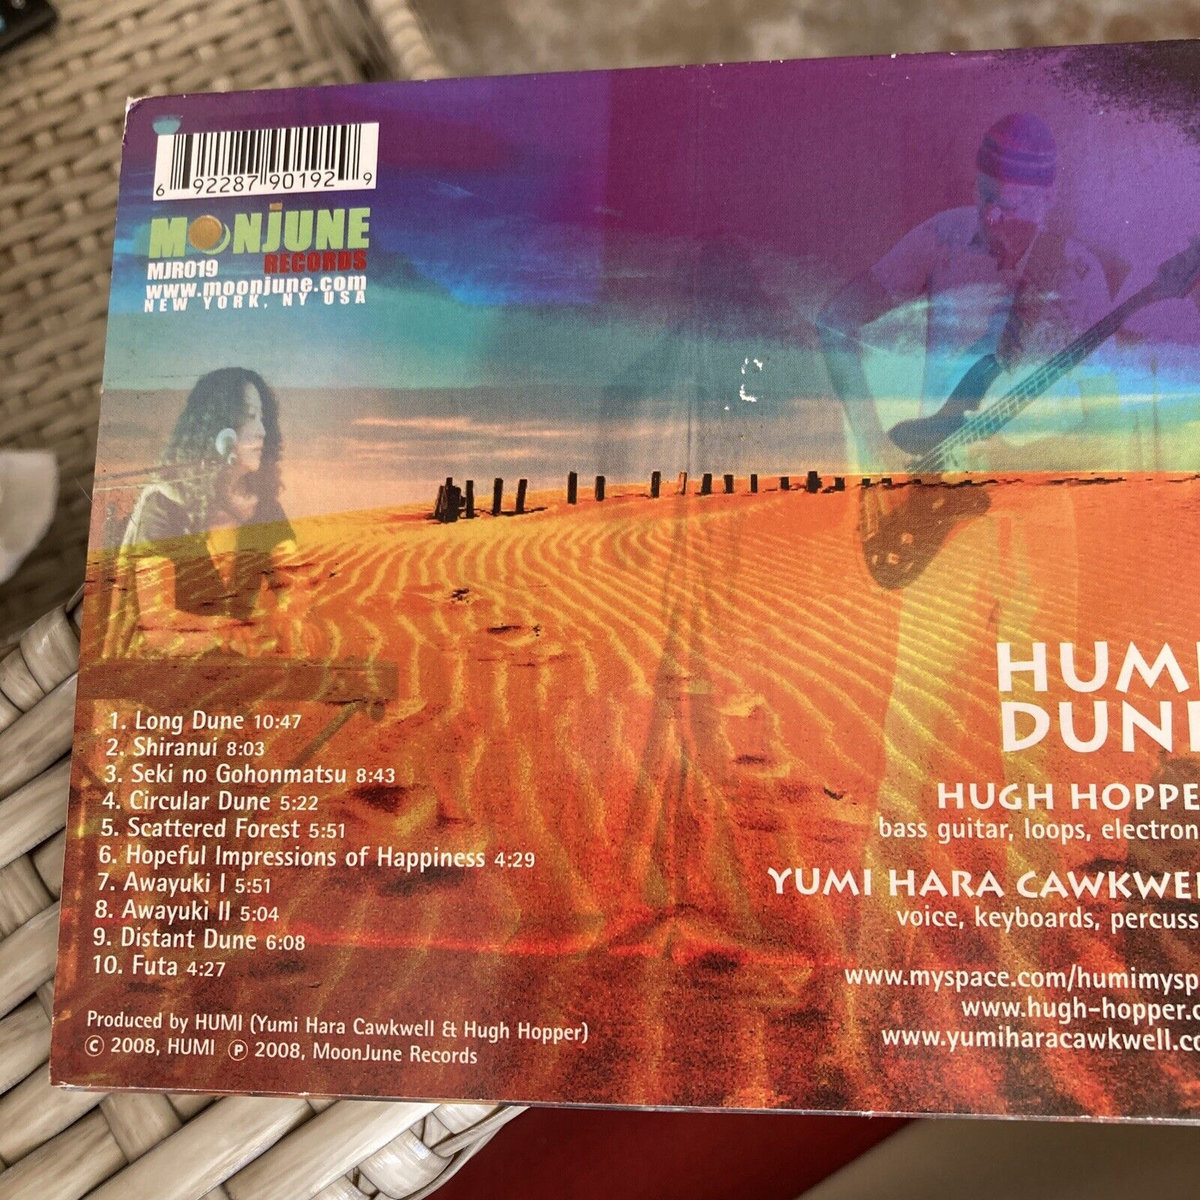 6 92287 90192 9
MOONJUNE
RECORDS
MJR019
www.moonjune.com
NEW YORK, NY USA
1. Long Dune 10:47
2. Shiranui 8:03
3. Seki no Gohonmatsu 8:43
4. Circular Dune 5:22
5. Scattered Forest 5:51
6. Hopeful Impressions of Happiness 4:29
7. Awayuki I 5:51
8. Awayuki II 5:04
9. Distant Dune 6:08
10. Futa 4:27
Produced by HUMI (Yumi Hara Cawkwell & Hugh Hopper)
© 2008, HUMI ℗ 2008, MoonJune Records
HUMI
DUNE
HUGH HOPPE
bass guitar, loops, electron
YUMI HARA CAWKWEL
voice, keyboards, percuss
www.myspace.com/humimysp
www.hugh-hopper.c
www.yumiharacawkwell.co